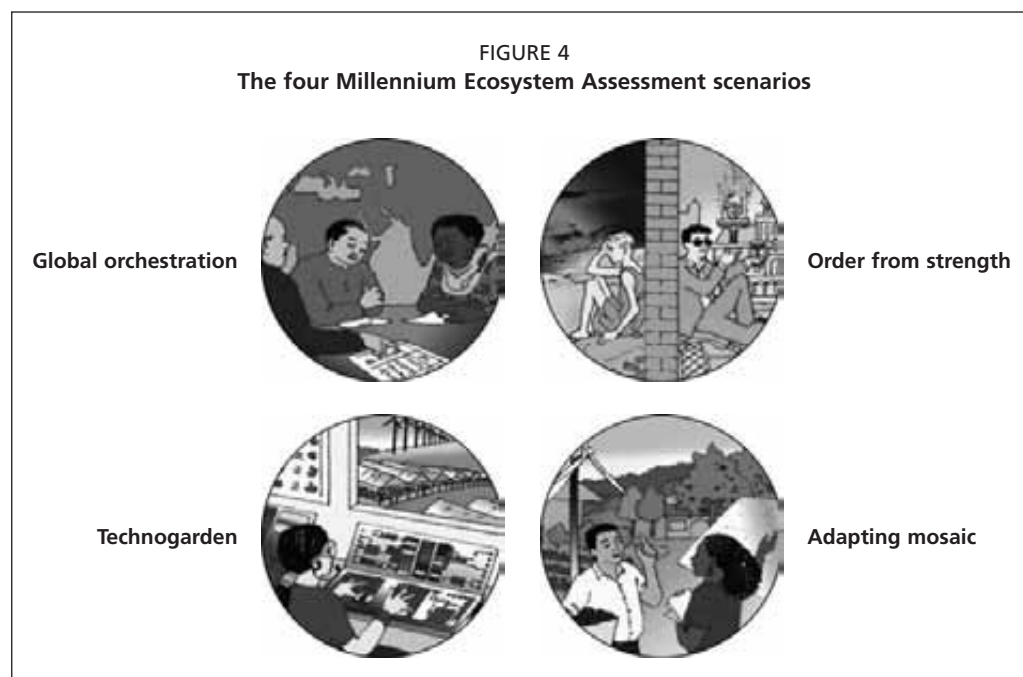 FIGURE 4
The four Millennium Ecosystem Assessment scenarios
Global orchestration
Order from strength
Technogarden
Adapting mosaic